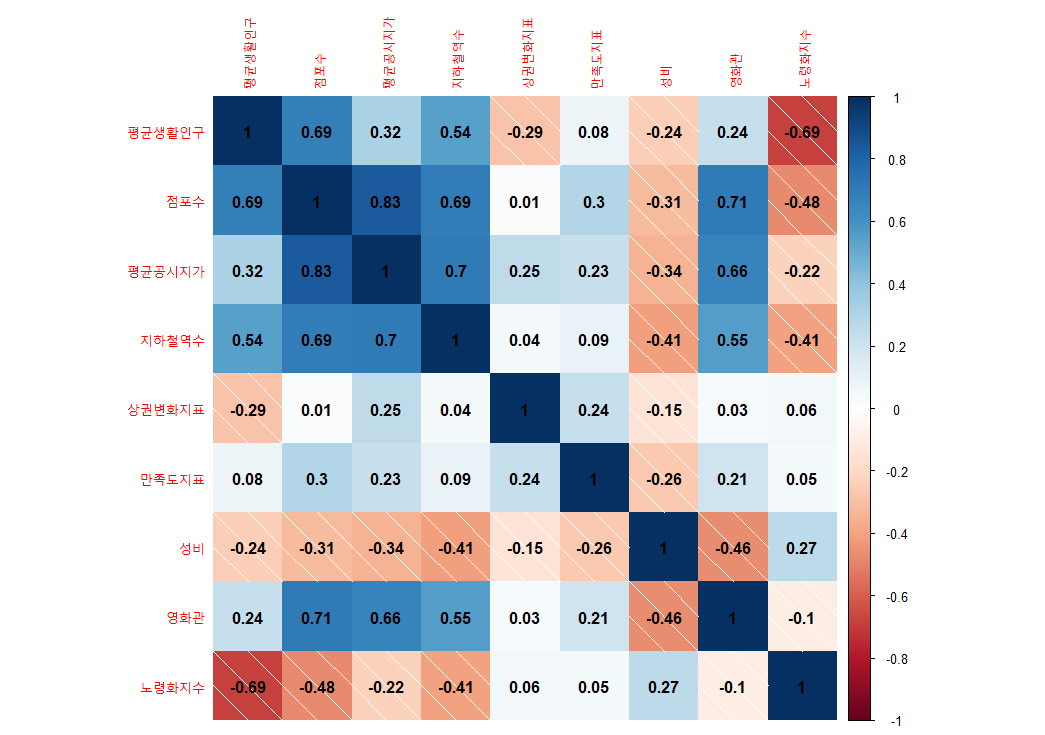 평균생활인구 점포수 평균공시지가 지하철역수 상권변화지표 만족도지표 성비 영화관 노령화지수
평균생활인구 1 0.69 0.32 0.54 -0.29 0.08 -0.24 0.24 -0.69
점포수 0.69 1 0.83 0.69 0.01 0.3 -0.31 0.71 -0.48
평균공시지가 0.32 0.83 1 0.7 0.25 0.23 -0.34 0.66 -0.22
지하철역수 0.54 0.69 0.7 1 0.04 0.09 -0.41 0.55 -0.41
상권변화지표 -0.29 0.01 0.25 0.04 1 0.24 -0.15 0.03 0.06
만족도지표 0.08 0.3 0.23 0.09 0.24 1 -0.26 0.21 0.05
성비 -0.24 -0.31 -0.34 -0.41 -0.15 -0.26 1 -0.46 0.27
영화관 0.24 0.71 0.66 0.55 0.03 0.21 -0.46 1 -0.1
노령화지수 -0.69 -0.48 -0.22 -0.41 0.06 0.05 0.27 -0.1 1
1
0.8
0.6
0.4
0.2
0
-0.2
-0.4
-0.6
-0.8
-1